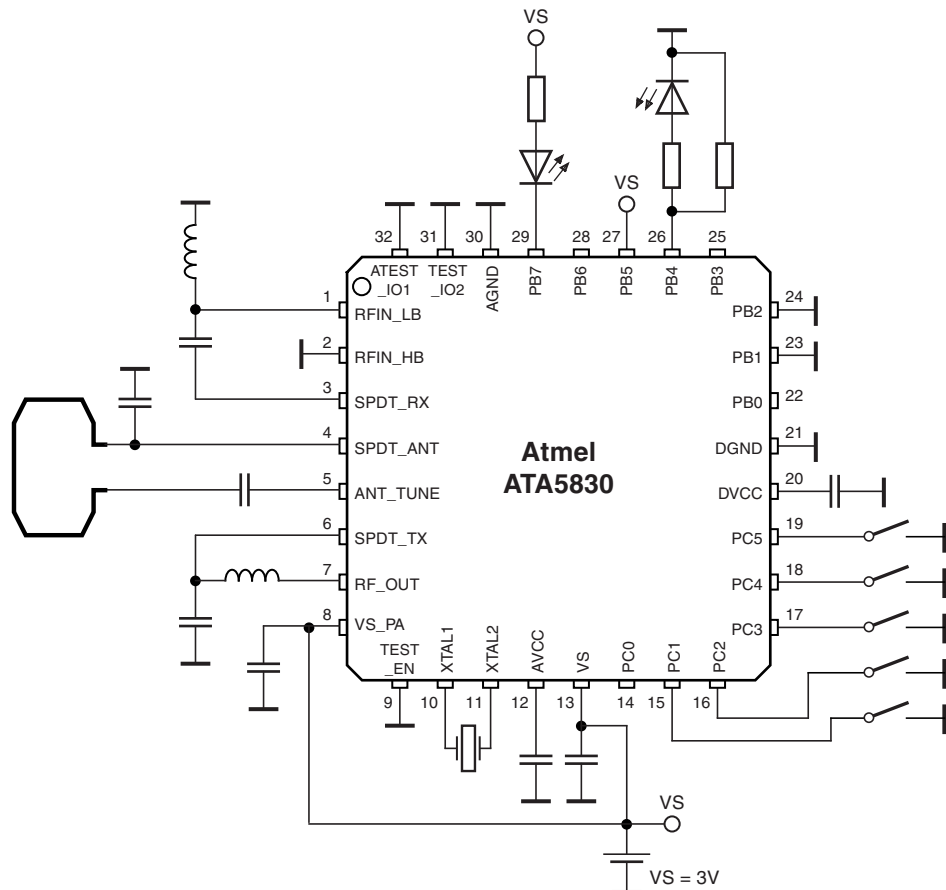 VS
VS
32
31
30
29
28
27
26
25
ATEST
_IO1
TEST
_IO2
AGND
PB7
PB6
PB5
PB4
PB3
1
RFIN_LB
2
RFIN_HB
3
SPDT_RX
4
SPDT_ANT
5
ANT_TUNE
6
SPDT_TX
7
RF_OUT
8
VS_PA
Atmel
ATA5830
PB2
24
PB1
23
PB0
22
DGND
21
DVCC
20
PC5
19
PC4
18
PC3
17
TEST
_EN
XTAL1
XTAL2
AVCC
VS
PC0
PC1
PC2
9
10
11
12
13
14
15
16
VS
VS = 3V